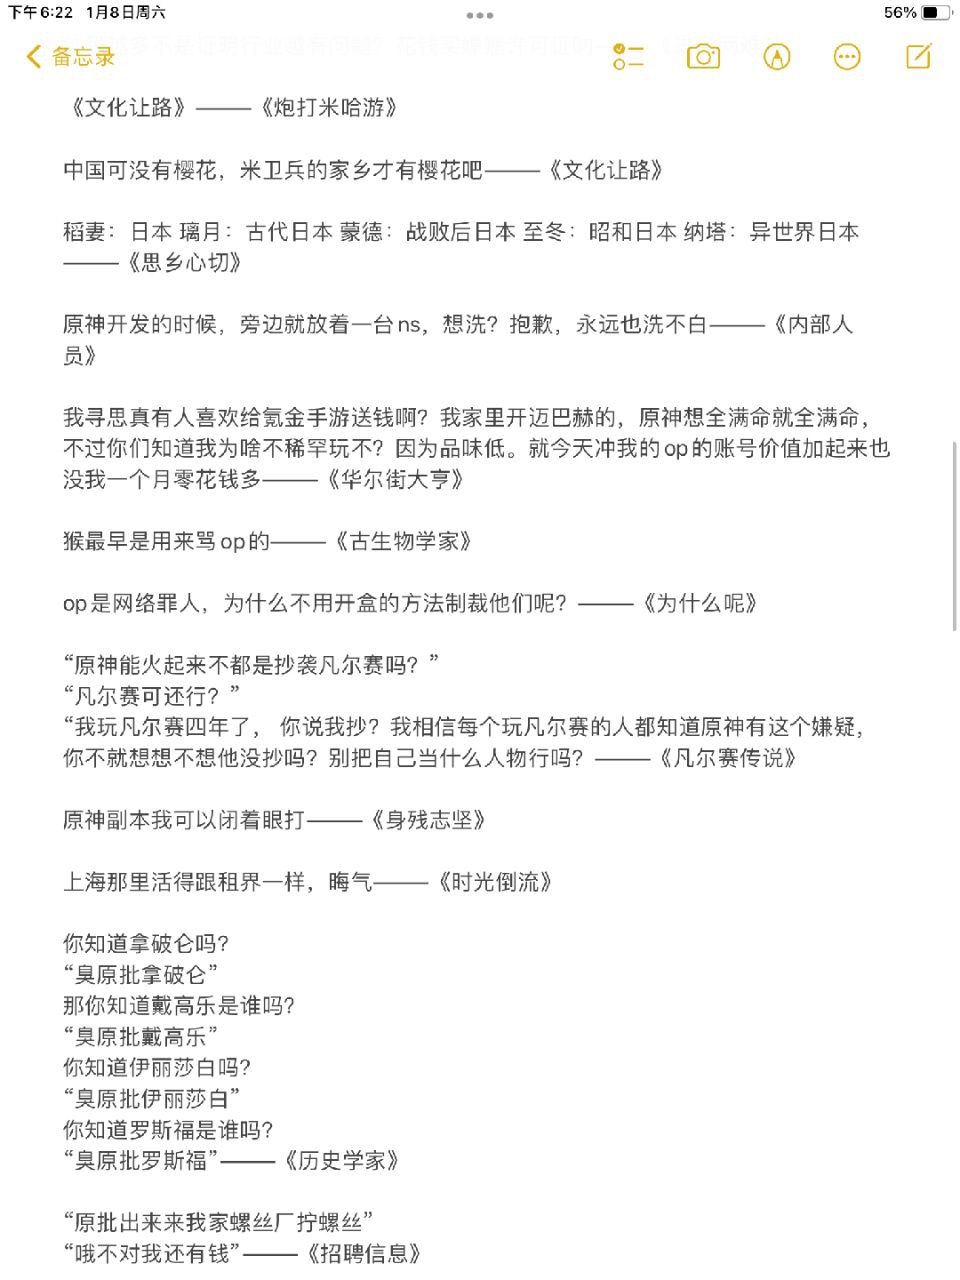 下午6:22 1月8日周六
56%
备忘录
《文化让路》———《炮打米哈游》
中国可没有樱花，米卫兵的家乡才有樱花吧———《文化让路》
稻妻：日本 璃月：古代日本 蒙德：战败后日本 至冬：昭和日本 纳塔：异世界日本
———《思乡心切》
原神开发的时候，旁边就放着一台ns，想洗？抱歉，永远也洗不白———《内部人
员》
我寻思真有人喜欢给氪金手游送钱啊？我家里开迈巴赫的，原神想全满命就全满命，
不过你们知道我为啥不稀罕玩不？因为品味低。就今天冲我的op的账号价值加起来也
没我一个月零花钱多———《华尔街大亨》
猴最早是用来骂op的———《古生物学家》
op是网络罪人，为什么不用开盒的方法制裁他们呢？———《为什么呢》
“原神能火起来不都是抄袭凡尔赛吗？”
“凡尔赛可还行？”
“我玩凡尔赛四年了， 你说我抄？我相信每个玩凡尔赛的人都知道原神有这个嫌疑，
你不就想想不想他没抄吗？别把自己当什么人物行吗？———《凡尔赛传说》
原神副本我可以闭着眼打———《身残志坚》
上海那里活得跟租界一样，晦气———《时光倒流》
你知道拿破仑吗？
“臭原批拿破仑”
那你知道戴高乐是谁吗？
“臭原批戴高乐”
你知道伊丽莎白吗？
“臭原批伊丽莎白”
你知道罗斯福是谁吗？
“臭原批罗斯福”———《历史学家》
“原批出来来我家螺丝厂拧螺丝”
“哦不对我还有钱”———《招聘信息》